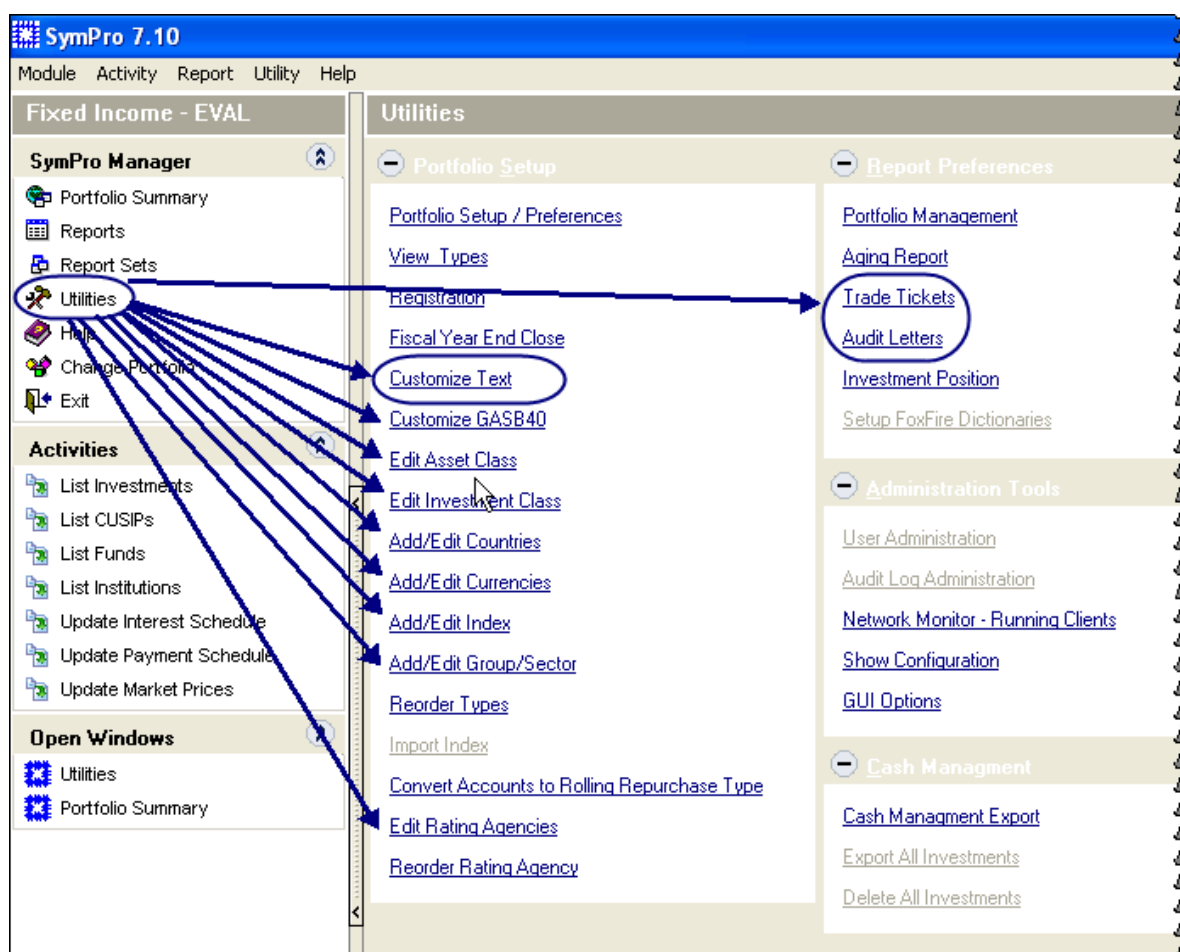 SymPro 7.10
Module Activity Report Utility Help
Fixed Income - EVAL
SymPro Manager
Portfolio Summary
Reports
Report Sets
Utilities
Help
Change Portfolio
Exit
Activities
List Investments
List CUSIPs
List Funds
List Institutions
Update Interest Schedule
Update Payment Schedule
Update Market Prices
Open Windows
Utilities
Portfolio Summary
Utilities
Portfolio Setup
Portfolio Setup / Preferences
View Types
Registration
Fiscal Year End Close
Customize Text
Customize GASB40
Edit Asset Class
Edit Investment Class
Add/Edit Countries
Add/Edit Currencies
Add/Edit Index
Add/Edit Group/Sector
Reorder Types
Import Index
Convert Accounts to Rolling Repurchase Type
Edit Rating Agencies
Reorder Rating Agency
Report Preferences
Portfolio Management
Aging Report
Trade Tickets
Audit Letters
Investment Position
Setup FoxFire Dictionaries
Administration Tools
User Administration
Audit Log Administration
Network Monitor - Running Clients
Show Configuration
GUI Options
Cash Managment
Cash Managment Export
Export All Investments
Delete All Investments